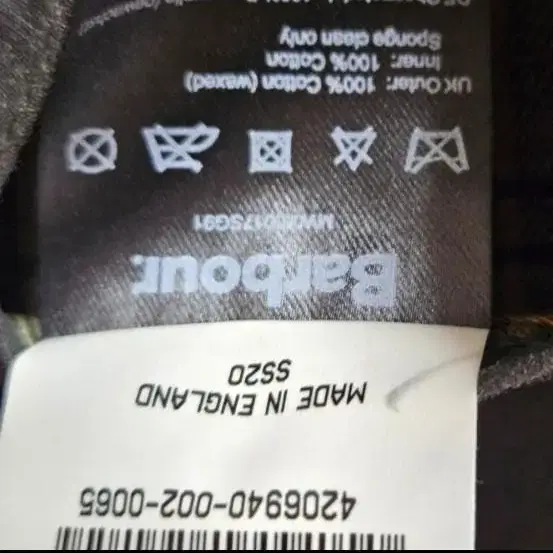 4206940-002-0065
MADE IN ENGLAND
SS20
Barbour.
UK Outer: 100% Cotton (waxed)
Inner: 100% Cotton
Sponge clean only